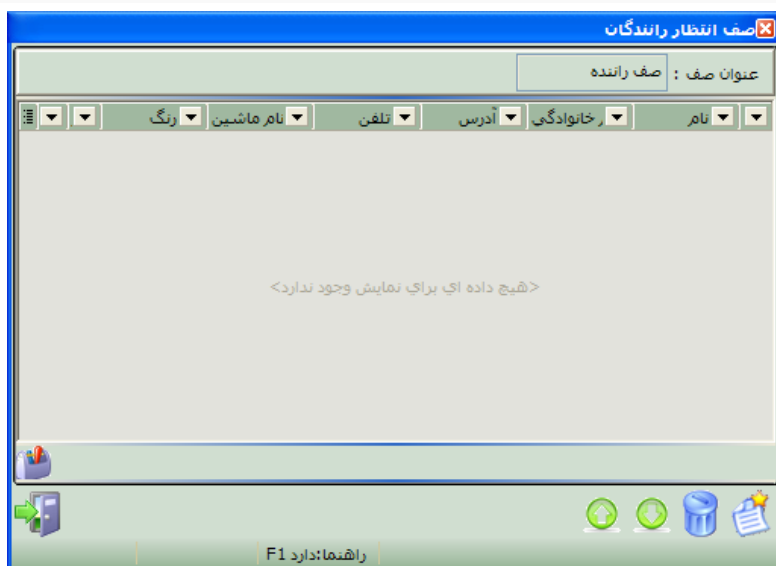 صف انتظار رانندگان
عنوان صف : صف راننده
نام خانوادگي آدرس تلفن نام ماشين رنگ
<هيچ داده اي براي نمايش وجود ندارد>
راهنما:دارد F1